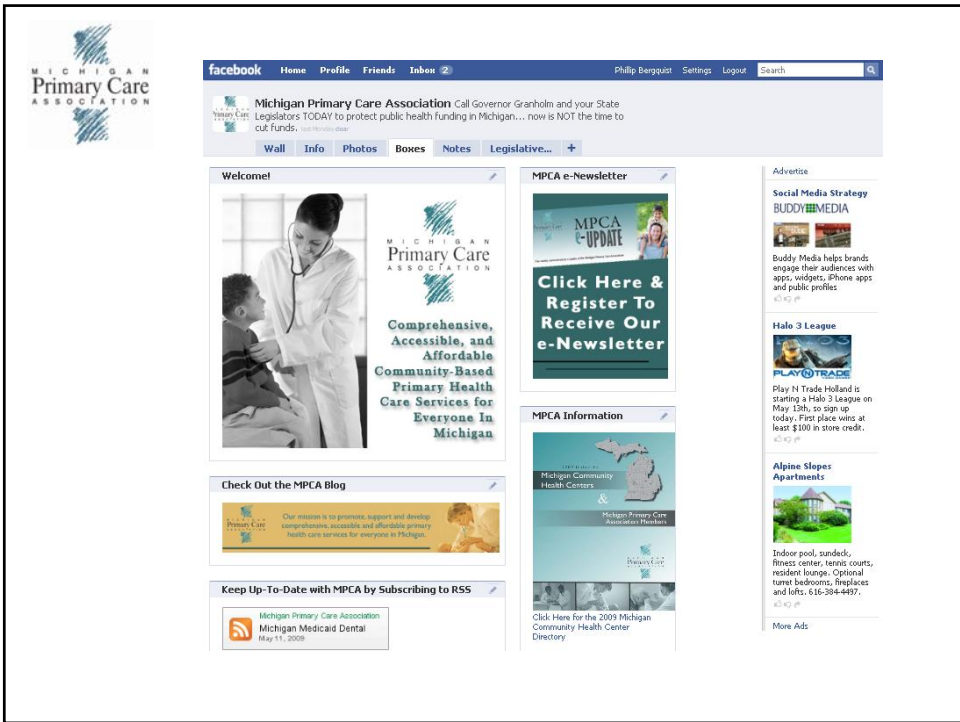 MICHIGAN
Primary Care
ASSOCIATION
facebook Home Profile Friends Inbox 2 Phillip Bergquist Settings Logout Search
Michigan Primary Care Association Call Governor Granholm and your State
Legislators TODAY to protect public health funding in Michigan... now is NOT the time to
cut funds.
Wall Info Photos Boxes Notes Legislative... +
Welcome!
MICHIGAN
Primary Care
ASSOCIATION
Comprehensive,
Accessible, and
Affordable
Community-Based
Primary Health
Care Services for
Everyone In
Michigan
Check Out the MPCA Blog
Primary Care
Our mission is to promote, support and develop
comprehensive, accessible and affordable primary
health care services for everyone in Michigan.
Keep Up-To-Date with MPCA by Subscribing to RSS
Michigan Primary Care Association
Michigan Medicaid Dental
May 11, 2009
MPCA e-Newsletter
MPCA
e-UPDATE
Click Here &
Register To
Receive Our
e-Newsletter
MPCA Information
Michigan Community
Health Centers
&
Michigan Primary Care
Association Members
Primary Care
Click Here for the 2009 Michigan
Community Health Center
Directory
Advertise
Social Media Strategy
BUDDY MEDIA
Buddy Media helps brands
engage their audiences with
apps, widgets, iPhone apps
and public profiles
Halo 3 League
PLAY N TRADE
Play N Trade Holland is
starting a Halo 3 League on
May 13th, so sign up
today. First place wins at
least $100 in store credit.
Alpine Slopes
Apartments
Indoor pool, sundeck,
fitness center, tennis courts,
resident lounge. Optional
turret bedrooms, fireplaces
and lofts. 616-384-4497.
More Ads